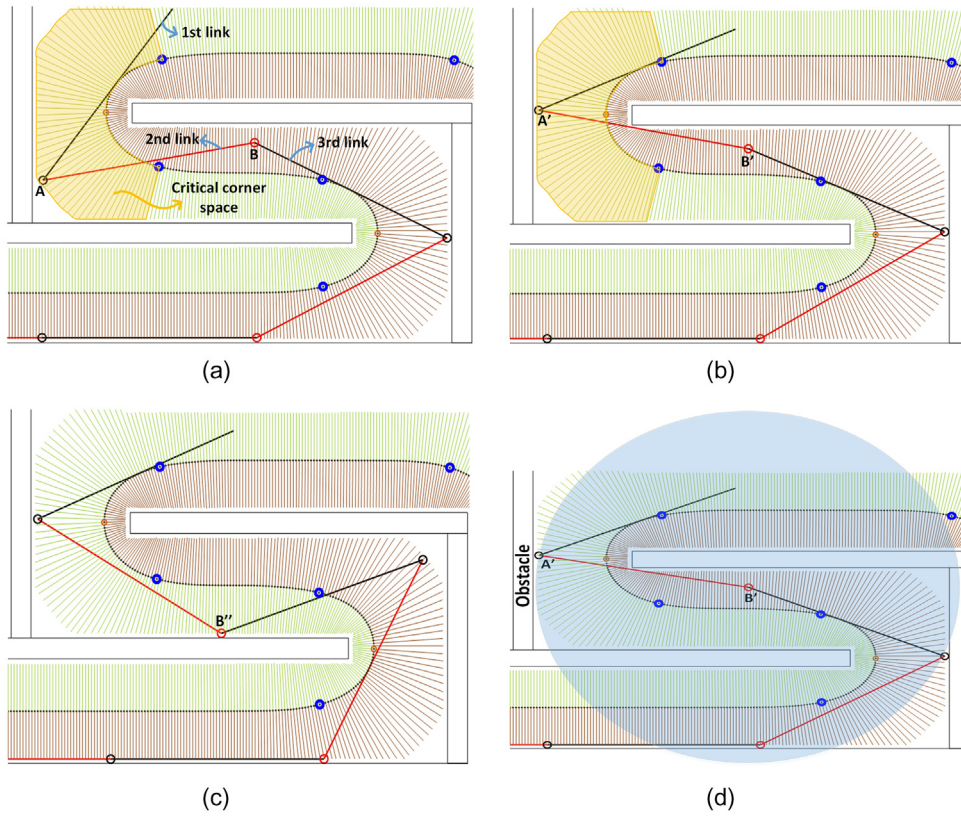 1st link
2nd link
B
3rd link
A
Critical corner
space
(a)
A’
B’
(b)
B’’
(c)
Obstacle
A’
B’
(d)